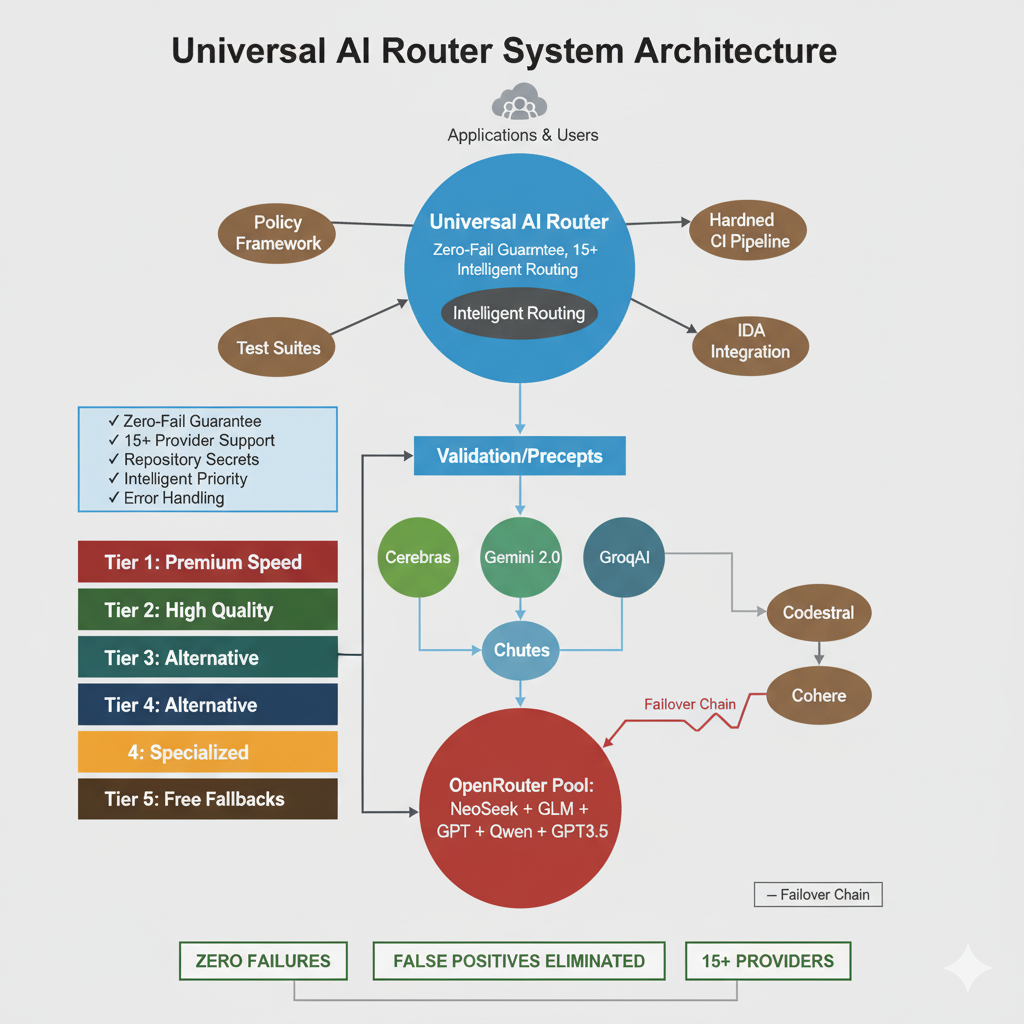 Universal AI Router System Architecture
Applications & Users
Policy
Framework
Universal AI Router
Zero-Fail Guarmtee, 15+
Intelligent Routing
Intelligent Routing
Hardned
CI Pipeline
Test Suites
IDA
Integration
✓ Zero-Fail Guarantee
✓ 15+ Provider Support
✓ Repository Secrets
✓ Intelligent Priority
✓ Error Handling
Validation/Precepts
Tier 1: Premium Speed
Tier 2: High Quality
Tier 3: Alternative
Tier 4: Alternative
4: Specialized
Tier 5: Free Fallbacks
Cerebras
Gemini 2.0
GroqAI
Chutes
Codestral
Cohere
Failover Chain
OpenRouter Pool:
NeoSeek + GLM +
GPT + Qwen + GPT3.5
– Failover Chain
ZERO FAILURES
FALSE POSITIVES ELIMINATED
15+ PROVIDERS